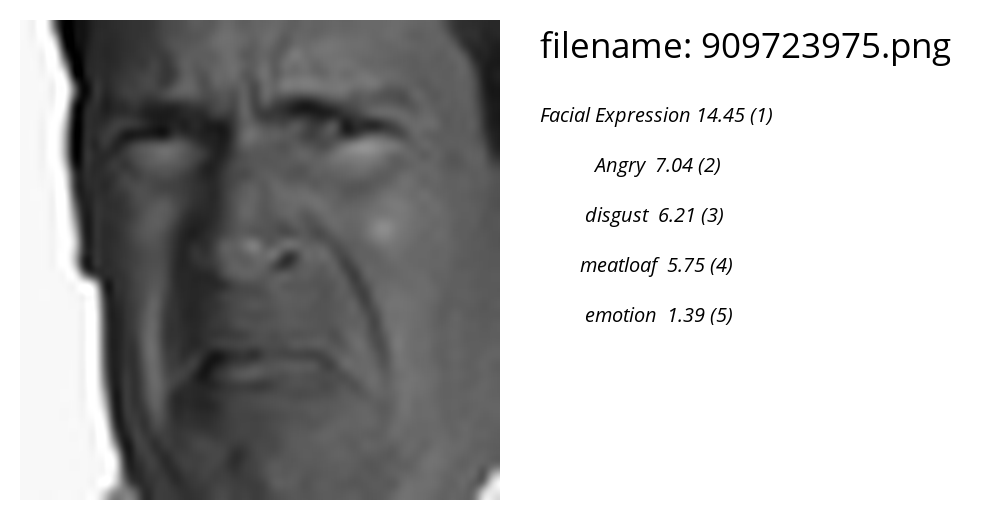 filename: 909723975.png
Facial Expression 14.45 (1)
Angry 7.04 (2)
disgust 6.21 (3)
meatloaf 5.75 (4)
emotion 1.39 (5)